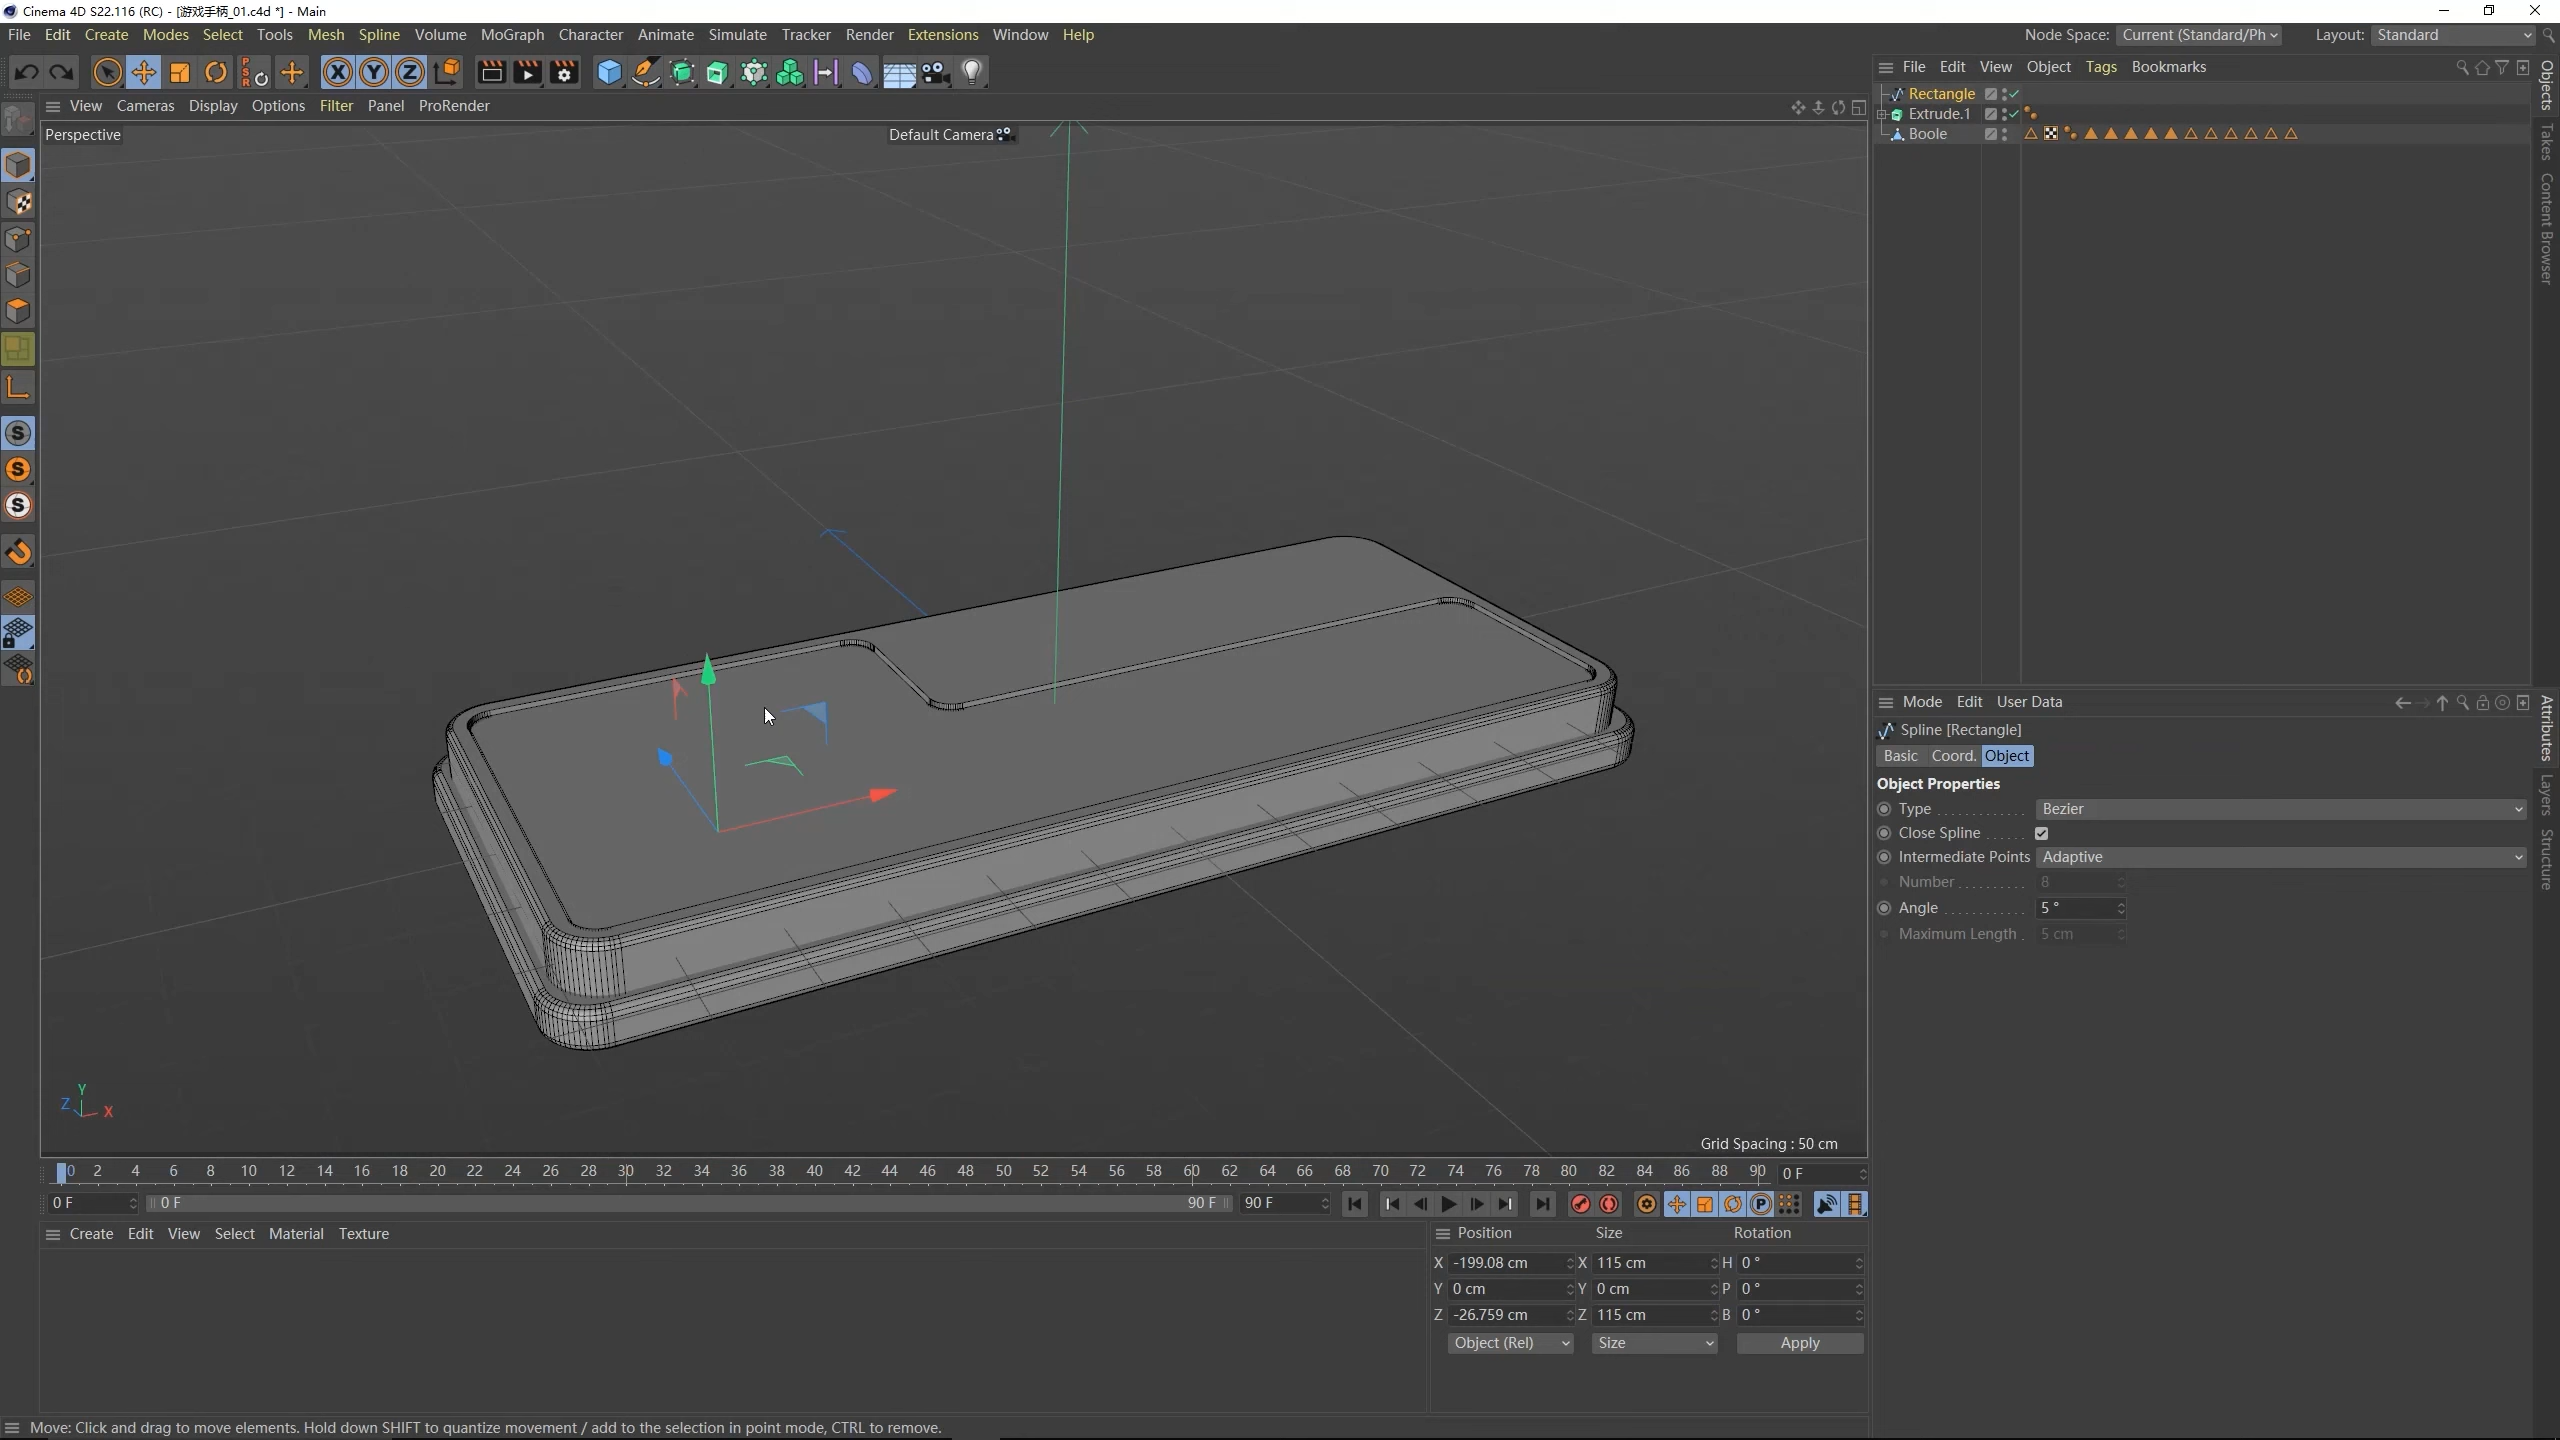 Cinema 4D S22.116 (RC) - [游戏手柄_01.c4d *] - Main
File Edit Create Modes Select Tools Mesh Spline Volume MoGraph Character Animate Simulate Tracker Render Extensions Window Help
Node Space: Current (Standard/Ph Layout: Standard
PSR X Y Z
File Edit View Object Tags Bookmarks
View Cameras Display Options Filter Panel ProRender
Rectangle
Extrude.1
Boole
Perspective
Default Camera
Objects
Takes
Content Browser
S
S
S
Y
Z X
Grid Spacing : 50 cm
Mode Edit User Data
Spline [Rectangle]
Basic Coord. Object
Object Properties
Type Bezier
Close Spline
Intermediate Points Adaptive
Number 8
Angle 5 °
Maximum Length 5 cm
Attributes
Layers
Structure
0 2 4 6 8 10 12 14 16 18 20 22 24 26 28 30 32 34 36 38 40 42 44 46 48 50 52 54 56 58 60 62 64 66 68 70 72 74 76 78 80 82 84 86 88 90 0 F
0 F 0 F 90 F 90 F P
Create Edit View Select Material Texture
Position Size Rotation
X -199.08 cm X 115 cm H 0 °
Y 0 cm Y 0 cm P 0 °
Z -26.759 cm Z 115 cm B 0 °
Object (Rel) Size Apply
Move: Click and drag to move elements. Hold down SHIFT to quantize movement / add to the selection in point mode, CTRL to remove.